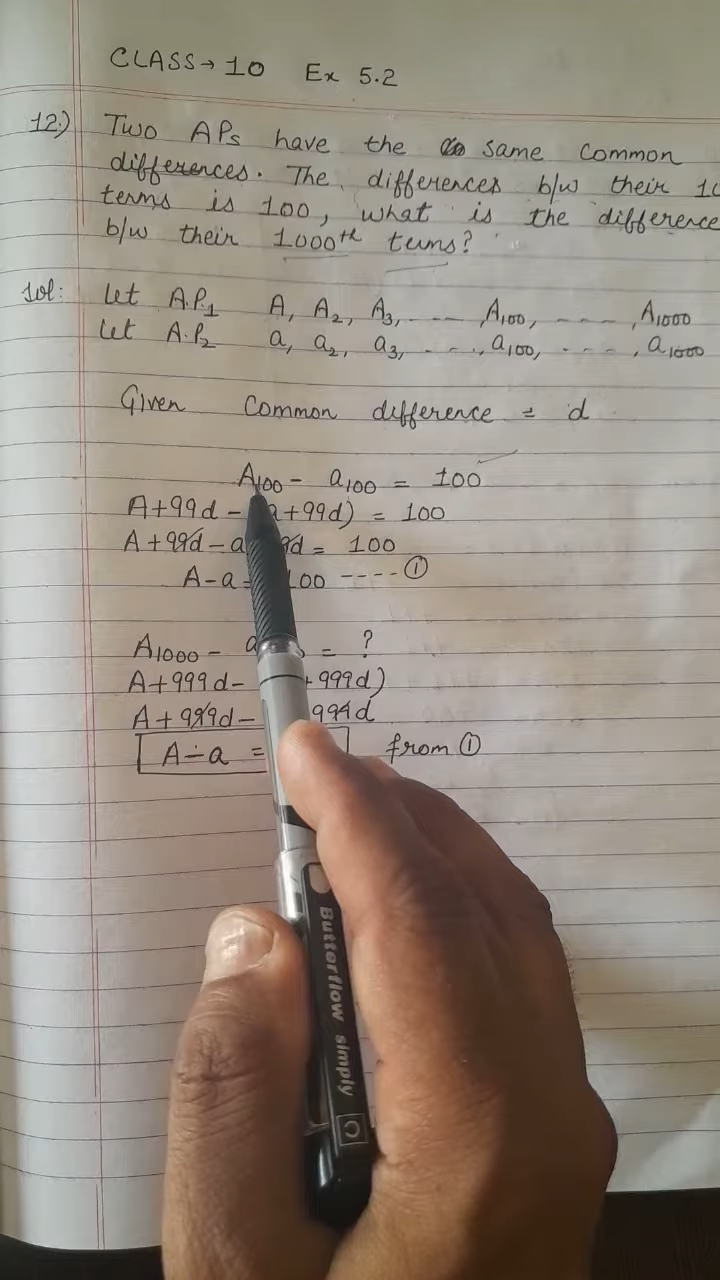 CLASS → 10 Ex 5.2
12.) Two APs have the same common
differences. The differences b/w their
terms is 100, what is the difference
b/w their 1000th terms?
Sol: Let A.P₁ A, A₂, A₃, ----, A₁₀₀, ----, A₁₀₀₀
Let A.P₂ a, a₂, a₃, ----, a₁₀₀, ----, a₁₀₀₀
Given Common difference = d
A₁₀₀ - a₁₀₀ = 100
A+99d - +99d) = 100
A+99d - a d = 100
A-a = 100 ---- ①
A₁₀₀₀ - = ?
A+999d- +999d)
A+999d- 999d
A-a = from ①
Butterflow simply